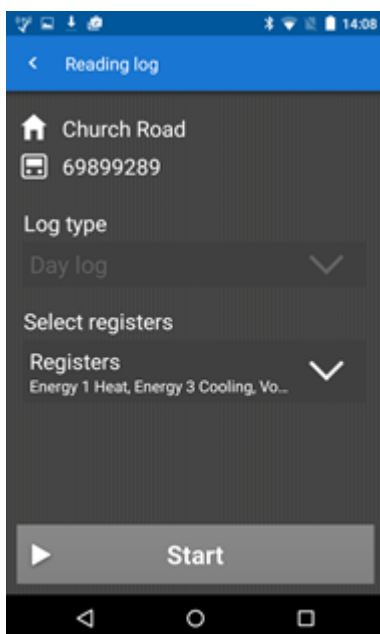 14:08
Reading log
Church Road
69899289
Log type
Day log
Select registers
Registers
Energy 1 Heat, Energy 3 Cooling, Vo...
Start